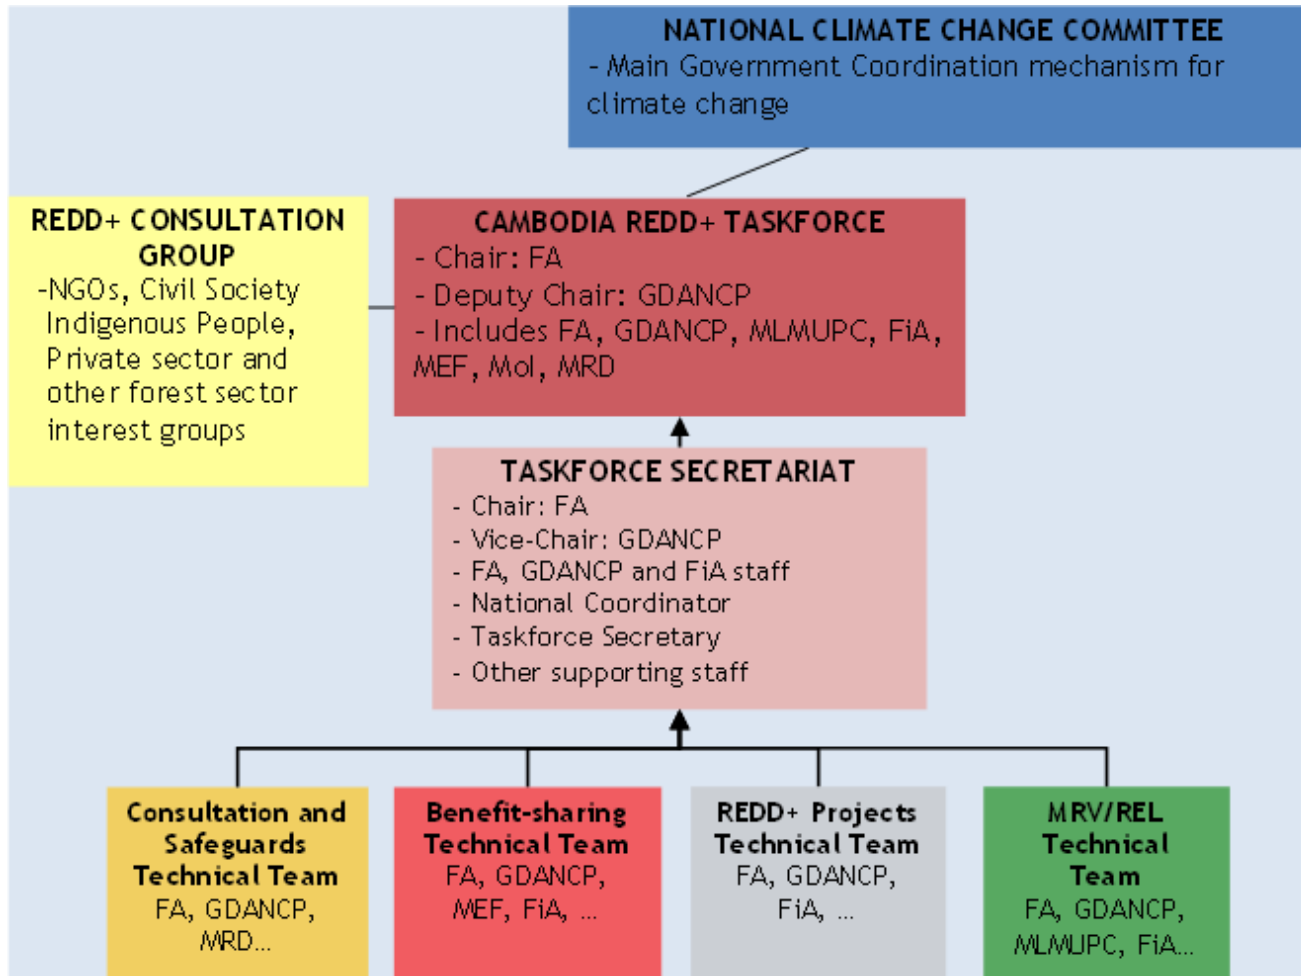 NATIONAL CLIMATE CHANGE COMMITTEE
- Main Government Coordination mechanism for
climate change
REDD+ CONSULTATION
GROUP
-NGOs, Civil Society
Indigenous People,
Private sector and
other forest sector
interest groups
CAMBODIA REDD+ TASKFORCE
- Chair: FA
- Deputy Chair: GDANCP
- Includes FA, GDANCP, MLMUPC, FiA,
MEF, MoI, MRD
TASKFORCE SECRETARIAT
- Chair: FA
- Vice-Chair: GDANCP
- FA, GDANCP and FiA staff
- National Coordinator
- Taskforce Secretary
- Other supporting staff
Consultation and
Safeguards
Technical Team
FA, GDANCP,
MRD...
Benefit-sharing
Technical Team
FA, GDANCP,
MEF, FiA, ...
REDD+ Projects
Technical Team
FA, GDANCP,
FiA, ...
MRV/REL
Technical
Team
FA, GDANCP,
MLMUPC, FiA...